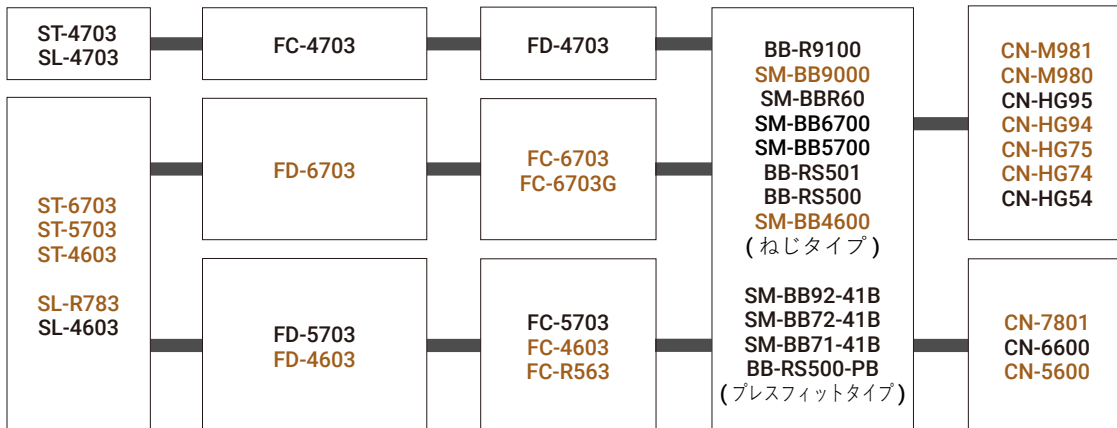 ST-4703
SL-4703
FC-4703
FD-4703
ST-6703
ST-5703
ST-4603
SL-R783
SL-4603
FD-6703
FC-6703
FC-6703G
FD-5703
FD-4603
FC-5703
FC-4603
FC-R563
BB-R9100
SM-BB9000
SM-BBR60
SM-BB6700
SM-BB5700
BB-RS501
BB-RS500
SM-BB4600
(ねじタイプ)
SM-BB92-41B
SM-BB72-41B
SM-BB71-41B
BB-RS500-PB
(プレスフィットタイプ)
CN-M981
CN-M980
CN-HG95
CN-HG94
CN-HG75
CN-HG74
CN-HG54
CN-7801
CN-6600
CN-5600